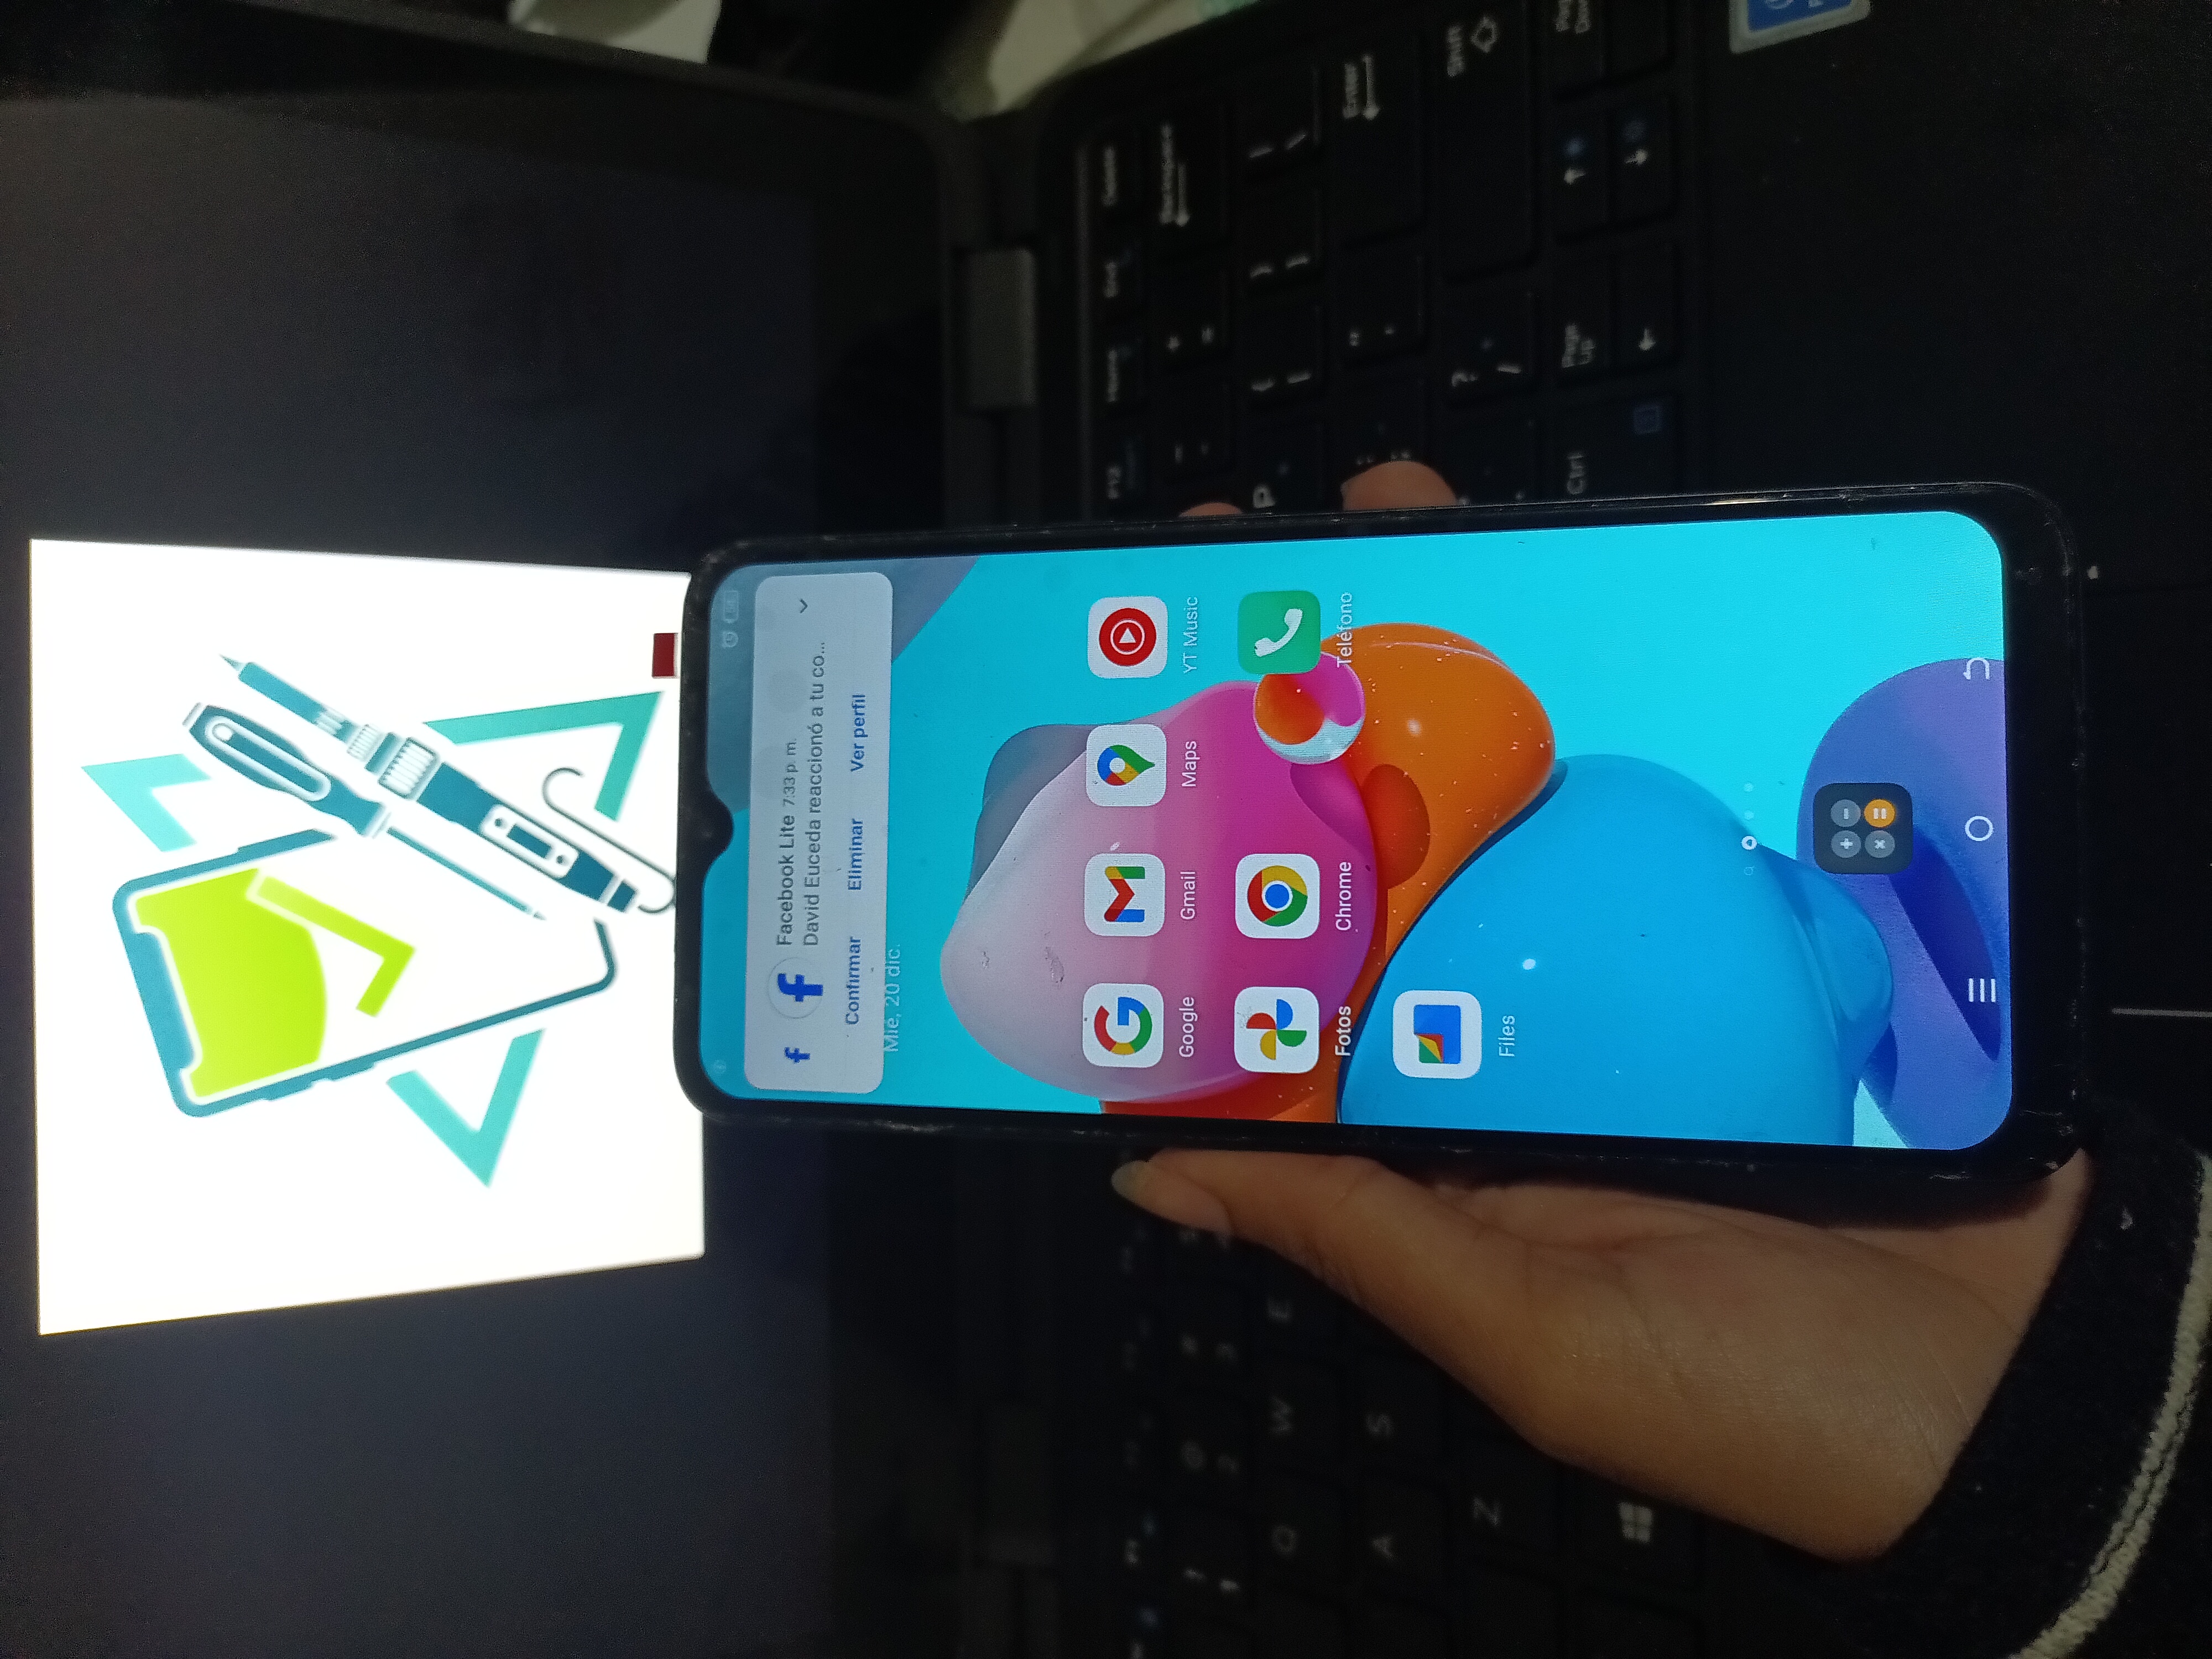 Facebook Lite 7:33 p. m.
David Euceda reaccionó a tu co...
Confirmar Eliminar Ver perfil
Mié, 20 dic.
Google Gmail Maps YT Music
Fotos Chrome Teléfono
Files
F12 Home End Delete
Backspace
Q W E P
A S Enter
Z Shift
Ctrl Page Up